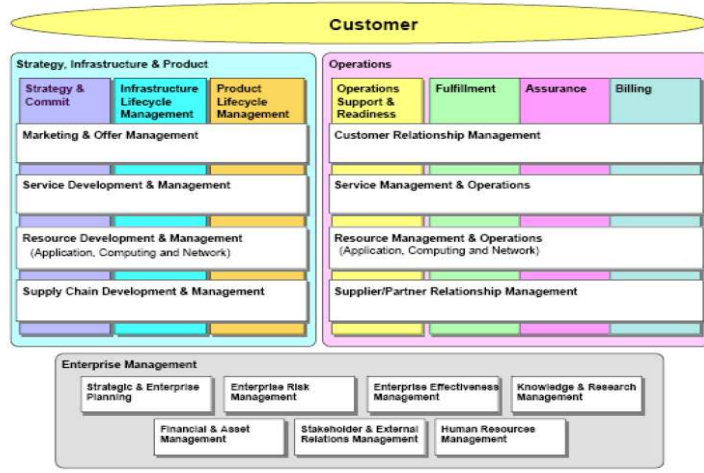 Customer
Strategy, Infrastructure & Product
Strategy &
Commit
Infrastructure
Lifecycle
Management
Product
Lifecycle
Management
Marketing & Offer Management
Service Development & Management
Resource Development & Management
(Application, Computing and Network)
Supply Chain Development & Management
Operations
Operations
Support &
Readiness
Fulfillment
Assurance
Billing
Customer Relationship Management
Service Management & Operations
Resource Management & Operations
(Application, Computing and Network)
Supplier/Partner Relationship Management
Enterprise Management
Strategic & Enterprise
Planning
Enterprise Risk
Management
Enterprise Effectiveness
Management
Knowledge & Research
Management
Financial & Asset
Management
Stakeholder & External
Relations Management
Human Resources
Management